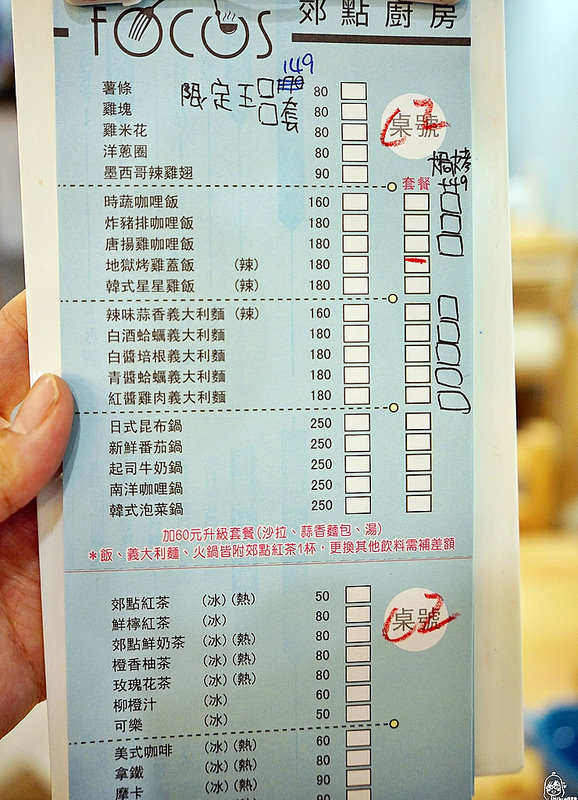 FOCUS 郊點廚房
薯條 80
雞塊 80
雞米花 80
洋蔥圈 80
墨西哥辣雞翅 90
限定 149
套
桌號
C2
焗烤
+49
套餐
時蔬咖哩飯 160
炸豬排咖哩飯 180
唐揚雞咖哩飯 180
地獄烤雞蓋飯 (辣) 180
韓式星星雞飯 (辣) 180
辣味蒜香義大利麵 (辣) 160
白酒蛤蠣義大利麵 180
白醬培根義大利麵 180
青醬蛤蠣義大利麵 180
紅醬雞肉義大利麵 180
日式昆布鍋 250
新鮮番茄鍋 250
起司牛奶鍋 250
南洋咖哩鍋 250
韓式泡菜鍋 250
加60元升級套餐(沙拉、蒜香麵包、湯)
*飯、義大利麵、火鍋皆附郊點紅茶1杯，更換其他飲料需補差額
郊點紅茶 (冰)(熱) 50
鮮檸紅茶 (冰) 80
郊點鮮奶茶 (冰)(熱) 80
橙香柚茶 (冰)(熱) 80
玫瑰花茶 (冰)(熱) 80
柳橙汁 (冰) 60
可樂 (冰) 50
桌號
C2
美式咖啡 (冰)(熱) 60
拿鐵 (冰)(熱) 80
摩卡 (冰)(熱) 90
90